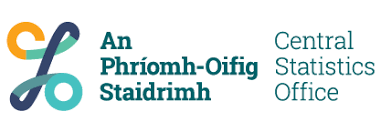 An
Phríomh-Oifig
Staidrimh
Central
Statistics
Office